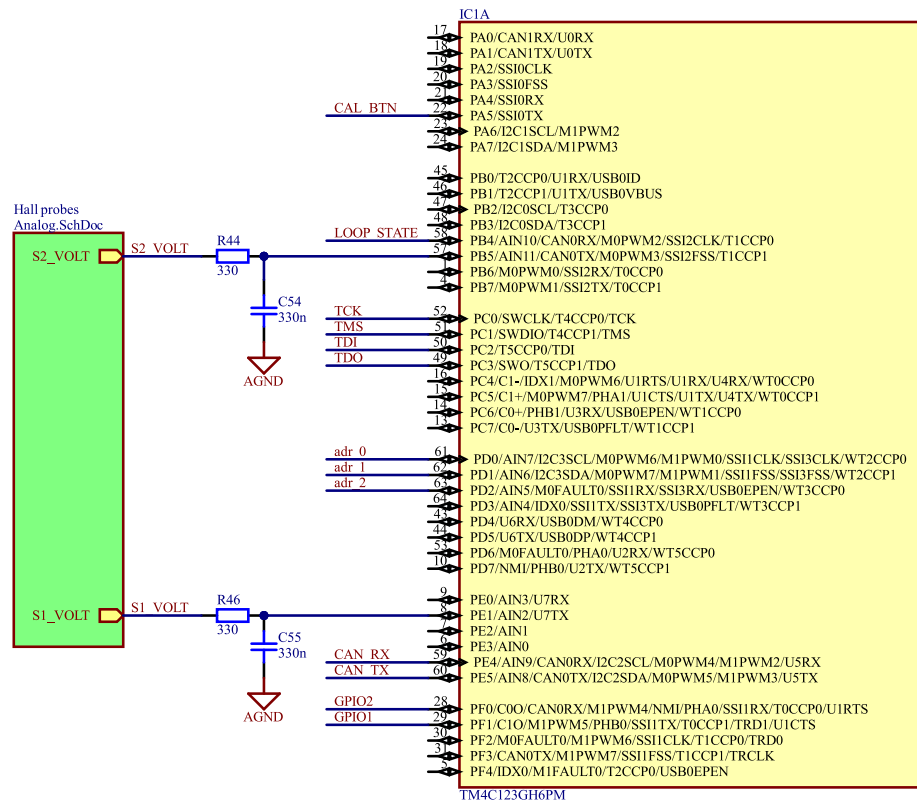 IC1A
17 PA0/CAN1RX/U0RX
18 PA1/CAN1TX/U0TX
19 PA2/SSI0CLK
20 PA3/SSI0FSS
21 PA4/SSI0RX
CAL_BTN 22 PA5/SSI0TX
23 PA6/I2C1SCL/M1PWM2
24 PA7/I2C1SDA/M1PWM3
45 PB0/T2CCP0/U1RX/USB0ID
46 PB1/T2CCP1/U1TX/USB0VBUS
47 PB2/I2C0SCL/T3CCP0
48 PB3/I2C0SDA/T3CCP1
Hall probes
Analog.SchDoc
LOOP_STATE 58 PB4/AIN10/CAN0RX/M0PWM2/SSI2CLK/T1CCP0
S2_VOLT S2_VOLT R44 57 PB5/AIN11/CAN0TX/M0PWM3/SSI2FSS/T1CCP1
330 1 PB6/M0PWM0/SSI2RX/T0CCP0
4 PB7/M0PWM1/SSI2TX/T0CCP1
C54
330n
AGND
TCK 52 PC0/SWCLK/T4CCP0/TCK
TMS 51 PC1/SWDIO/T4CCP1/TMS
TDI 50 PC2/T5CCP0/TDI
TDO 49 PC3/SWO/T5CCP1/TDO
16 PC4/C1-/IDX1/M0PWM6/U1RTS/U1RX/U4RX/WT0CCP0
15 PC5/C1+/M0PWM7/PHA1/U1CTS/U1TX/U4TX/WT0CCP1
14 PC6/C0+/PHB1/U3RX/USB0EPEN/WT1CCP0
13 PC7/C0-/U3TX/USB0PFLT/WT1CCP1
adr_0 61 PD0/AIN7/I2C3SCL/M0PWM6/M1PWM0/SSI1CLK/SSI3CLK/WT2CCP0
adr_1 62 PD1/AIN6/I2C3SDA/M0PWM7/M1PWM1/SSI1FSS/SSI3FSS/WT2CCP1
adr_2 63 PD2/AIN5/M0FAULT0/SSI1RX/SSI3RX/USB0EPEN/WT3CCP0
64 PD3/AIN4/IDX0/SSI1TX/SSI3TX/USB0PFLT/WT3CCP1
43 PD4/U6RX/USB0DM/WT4CCP0
44 PD5/U6TX/USB0DP/WT4CCP1
53 PD6/M0FAULT0/PHA0/U2RX/WT5CCP0
10 PD7/NMI/PHB0/U2TX/WT5CCP1
9 PE0/AIN3/U7RX
S1_VOLT S1_VOLT R46 8 PE1/AIN2/U7TX
330 7 PE2/AIN1
6 PE3/AIN0
C55
330n
AGND
CAN_RX 59 PE4/AIN9/CAN0RX/I2C2SCL/M0PWM4/M1PWM2/U5RX
CAN_TX 60 PE5/AIN8/CAN0TX/I2C2SDA/M0PWM5/M1PWM3/U5TX
GPIO2 28 PF0/C0O/CAN0RX/M1PWM4/NMI/PHA0/SSI1RX/T0CCP0/U1RTS
GPIO1 29 PF1/C1O/M1PWM5/PHB0/SSI1TX/T0CCP1/TRD1/U1CTS
30 PF2/M0FAULT0/M1PWM6/SSI1CLK/T1CCP0/TRD0
31 PF3/CAN0TX/M1PWM7/SSI1FSS/T1CCP1/TRCLK
5 PF4/IDX0/M1FAULT0/T2CCP0/USB0EPEN
TM4C123GH6PM